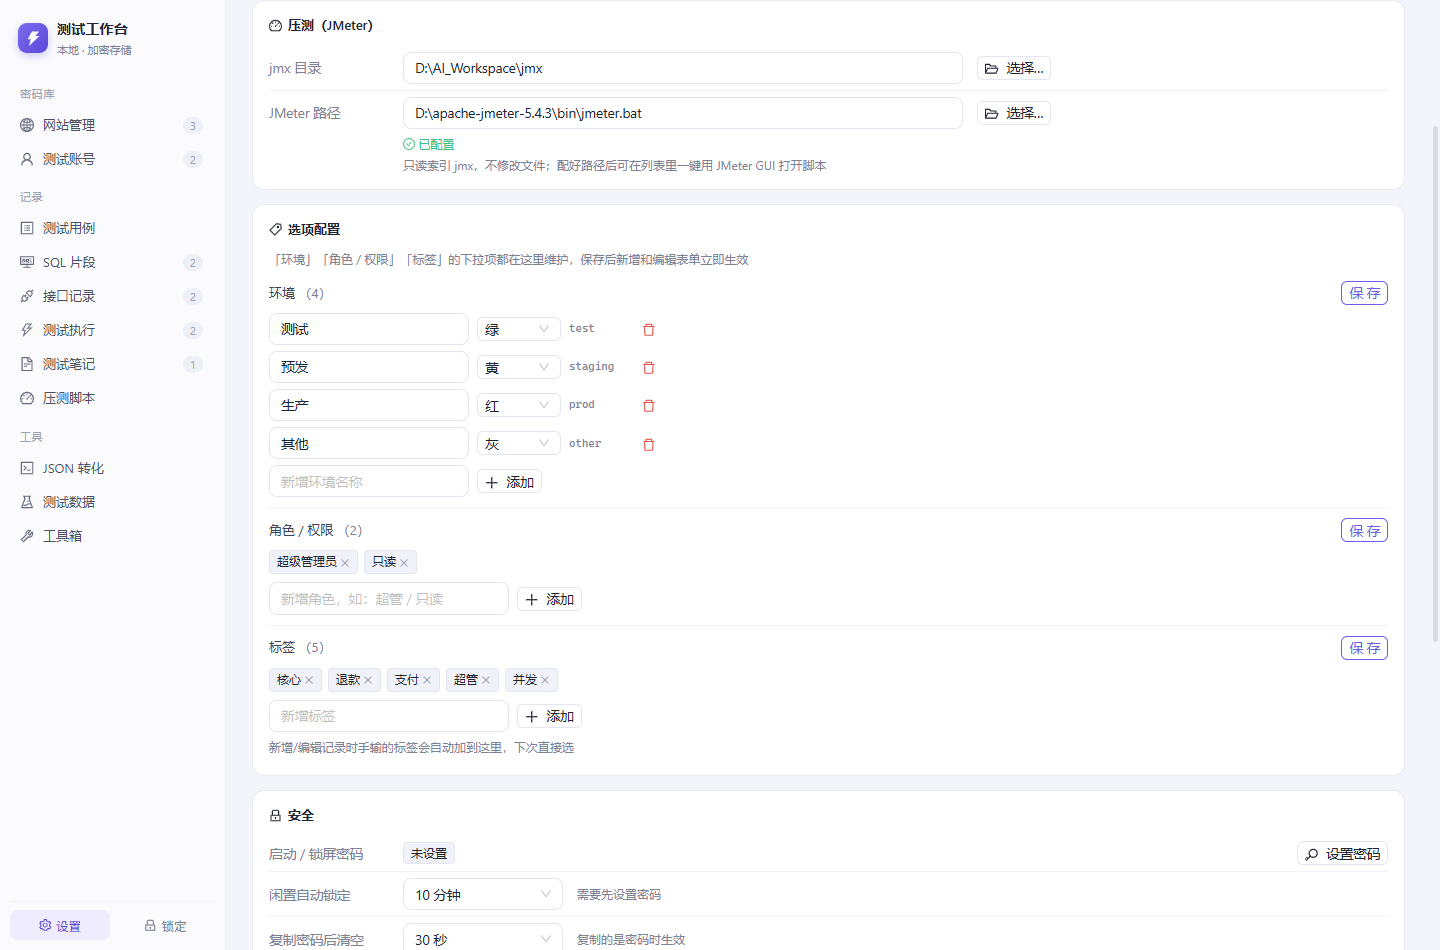 测试工作台
本地 · 加密存储
密码库
网站管理 3
测试账号 2
记录
测试用例
SQL 片段 2
接口记录 2
测试执行 2
测试笔记 1
压测脚本
工具
JSON 转化
测试数据
工具箱
设置 锁定
压测（JMeter）
jmx 目录 D:\AI_Workspace\jmx 选择...
JMeter 路径 D:\apache-jmeter-5.4.3\bin\jmeter.bat 选择...
已配置
只读索引 jmx，不修改文件；配好路径后可在列表里一键用 JMeter GUI 打开脚本
选项配置
「环境」「角色 / 权限」「标签」的下拉项都在这里维护，保存后新增和编辑表单立即生效
环境 （4） 保 存
测试 绿 test
预发 黄 staging
生产 红 prod
其他 灰 other
新增环境名称 添加
角色 / 权限 （2） 保 存
超级管理员 只读
新增角色，如：超管 / 只读 添加
标签 （5） 保 存
核心 退款 支付 超管 并发
新增标签 添加
新增/编辑记录时手输的标签会自动加到这里，下次直接选
安全
启动 / 锁屏密码 未设置 设置密码
闲置自动锁定 10 分钟 需要先设置密码
复制密码后清空 30 秒 复制的是密码时生效